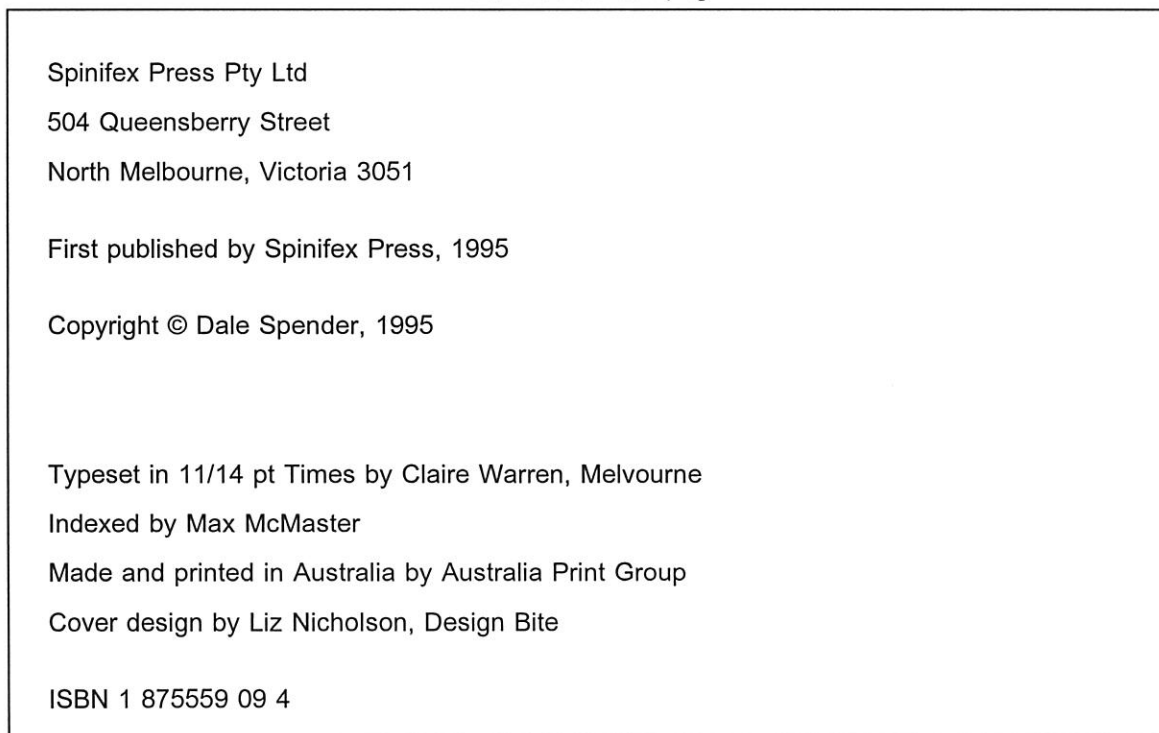 Spinifex Press Pty Ltd
504 Queensberry Street
North Melbourne, Victoria 3051
First published by Spinifex Press, 1995
Copyright © Dale Spender, 1995
Typeset in 11/14 pt Times by Claire Warren, Melvourne
Indexed by Max McMaster
Made and printed in Australia by Australia Print Group
Cover design by Liz Nicholson, Design Bite
ISBN 1 875559 09 4